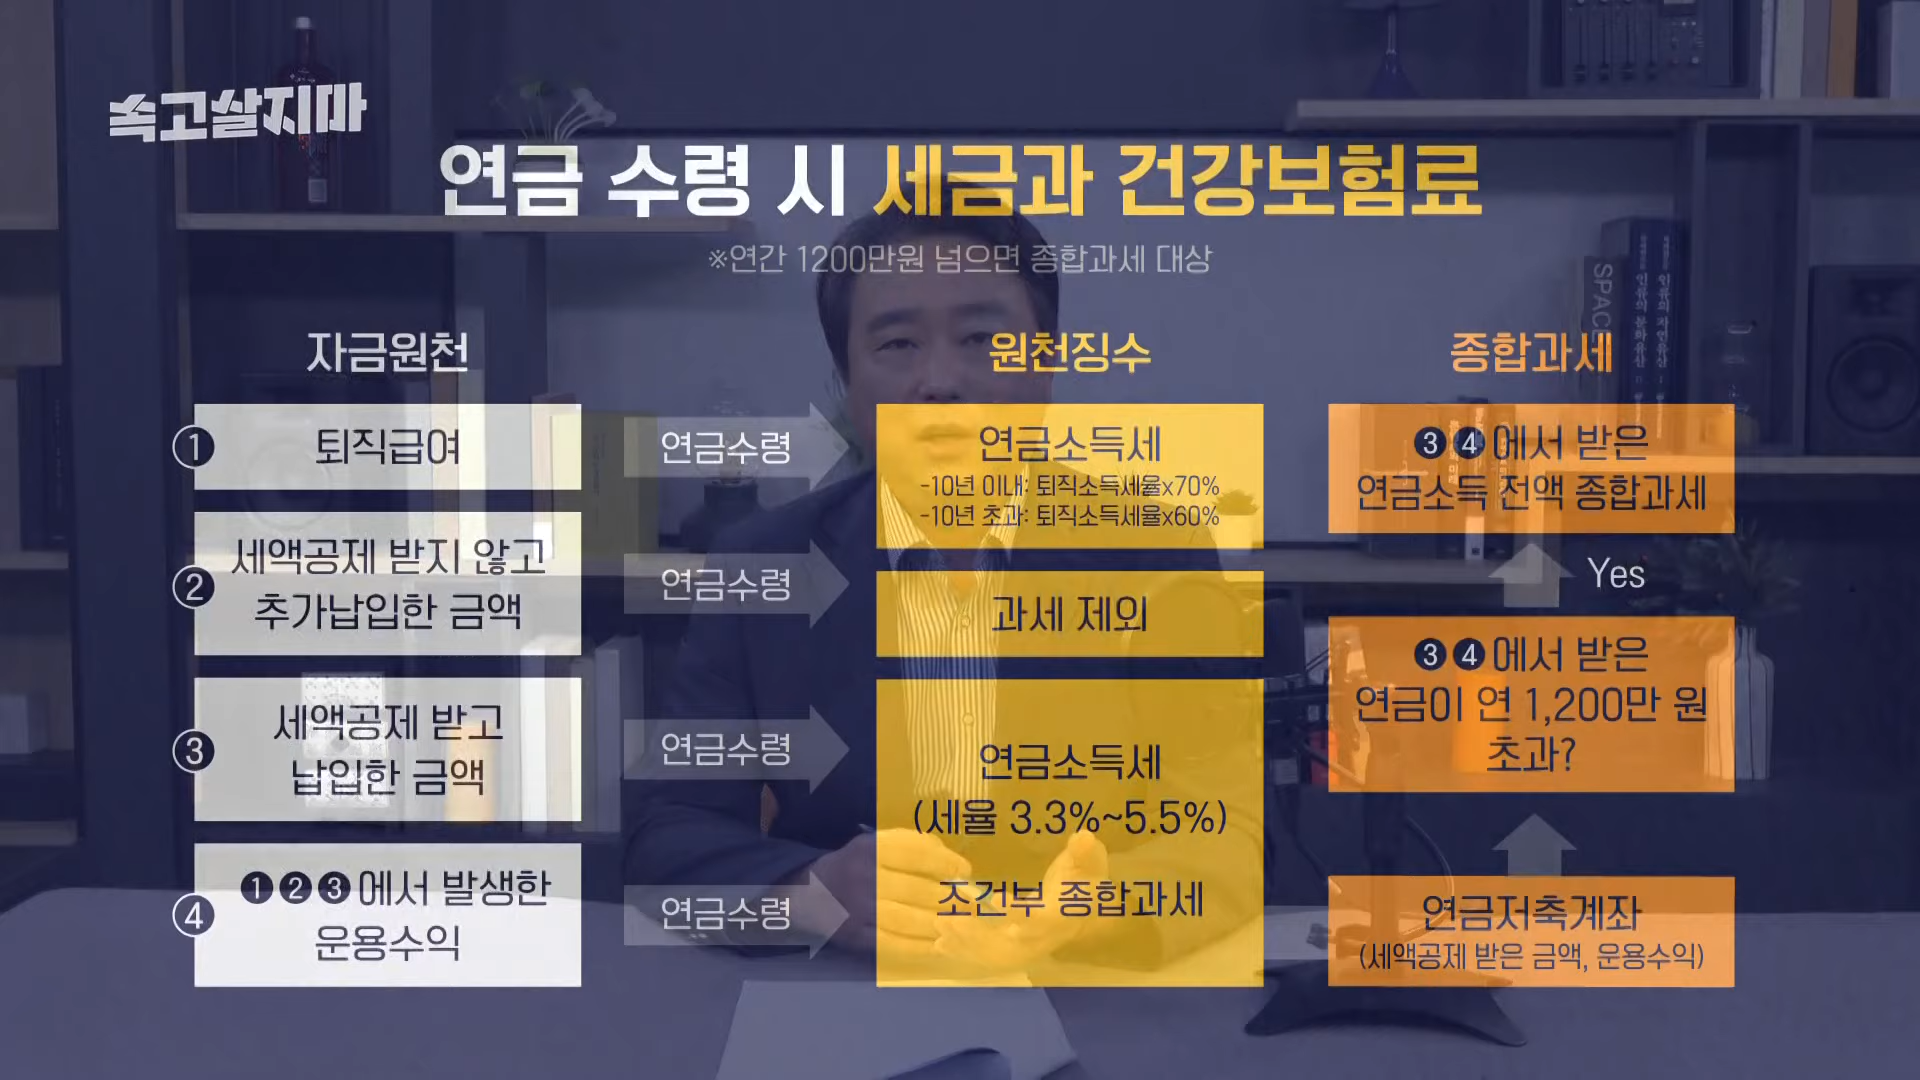 속고살지마
연금 수령 시 세금과 건강보험료
※연간 1200만원 넘으면 종합과세 대상
자금원천
원천징수
종합과세
1 퇴직급여
연금수령
연금소득세
-10년 이내: 퇴직소득세율x70%
-10년 초과: 퇴직소득세율x60%
3 4 에서 받은
연금소득 전액 종합과세
2 세액공제 받지 않고
추가납입한 금액
연금수령
과세 제외
Yes
3 세액공제 받고
납입한 금액
연금수령
연금소득세
(세율 3.3%~5.5%)
조건부 종합과세
3 4 에서 받은
연금이 연 1,200만 원
초과?
4 1 2 3 에서 발생한
운용수익
연금수령
연금저축계좌
(세액공제 받은 금액, 운용수익)
SPACE